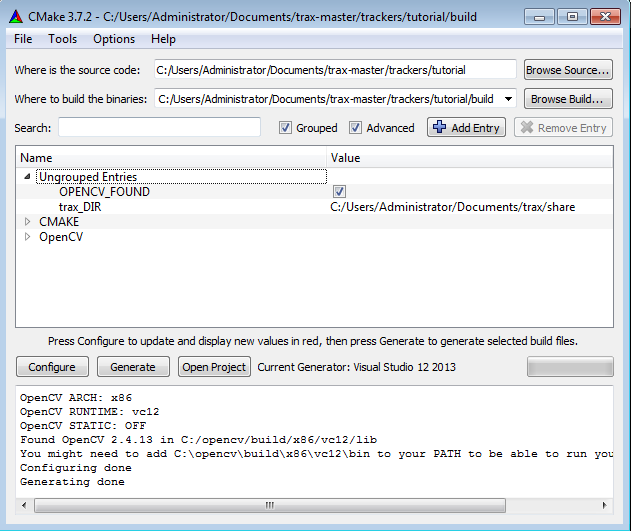 CMake 3.7.2 - C:/Users/Administrator/Documents/trax-master/trackers/tutorial/build
File Tools Options Help
Where is the source code: C:/Users/Administrator/Documents/trax-master/trackers/tutorial Browse Source...
Where to build the binaries: C:/Users/Administrator/Documents/trax-master/trackers/tutorial/build Browse Build...
Search: Grouped Advanced Add Entry Remove Entry
Name Value
Ungrouped Entries
OPENCV_FOUND
trax_DIR C:/Users/Administrator/Documents/trax/share
CMAKE
OpenCV
Press Configure to update and display new values in red, then press Generate to generate selected build files.
Configure Generate Open Project Current Generator: Visual Studio 12 2013
OpenCV ARCH: x86
OpenCV RUNTIME: vc12
OpenCV STATIC: OFF
Found OpenCV 2.4.13 in C:/opencv/build/x86/vc12/lib
You might need to add C:\opencv\build\x86\vc12\bin to your PATH to be able to run you
Configuring done
Generating done